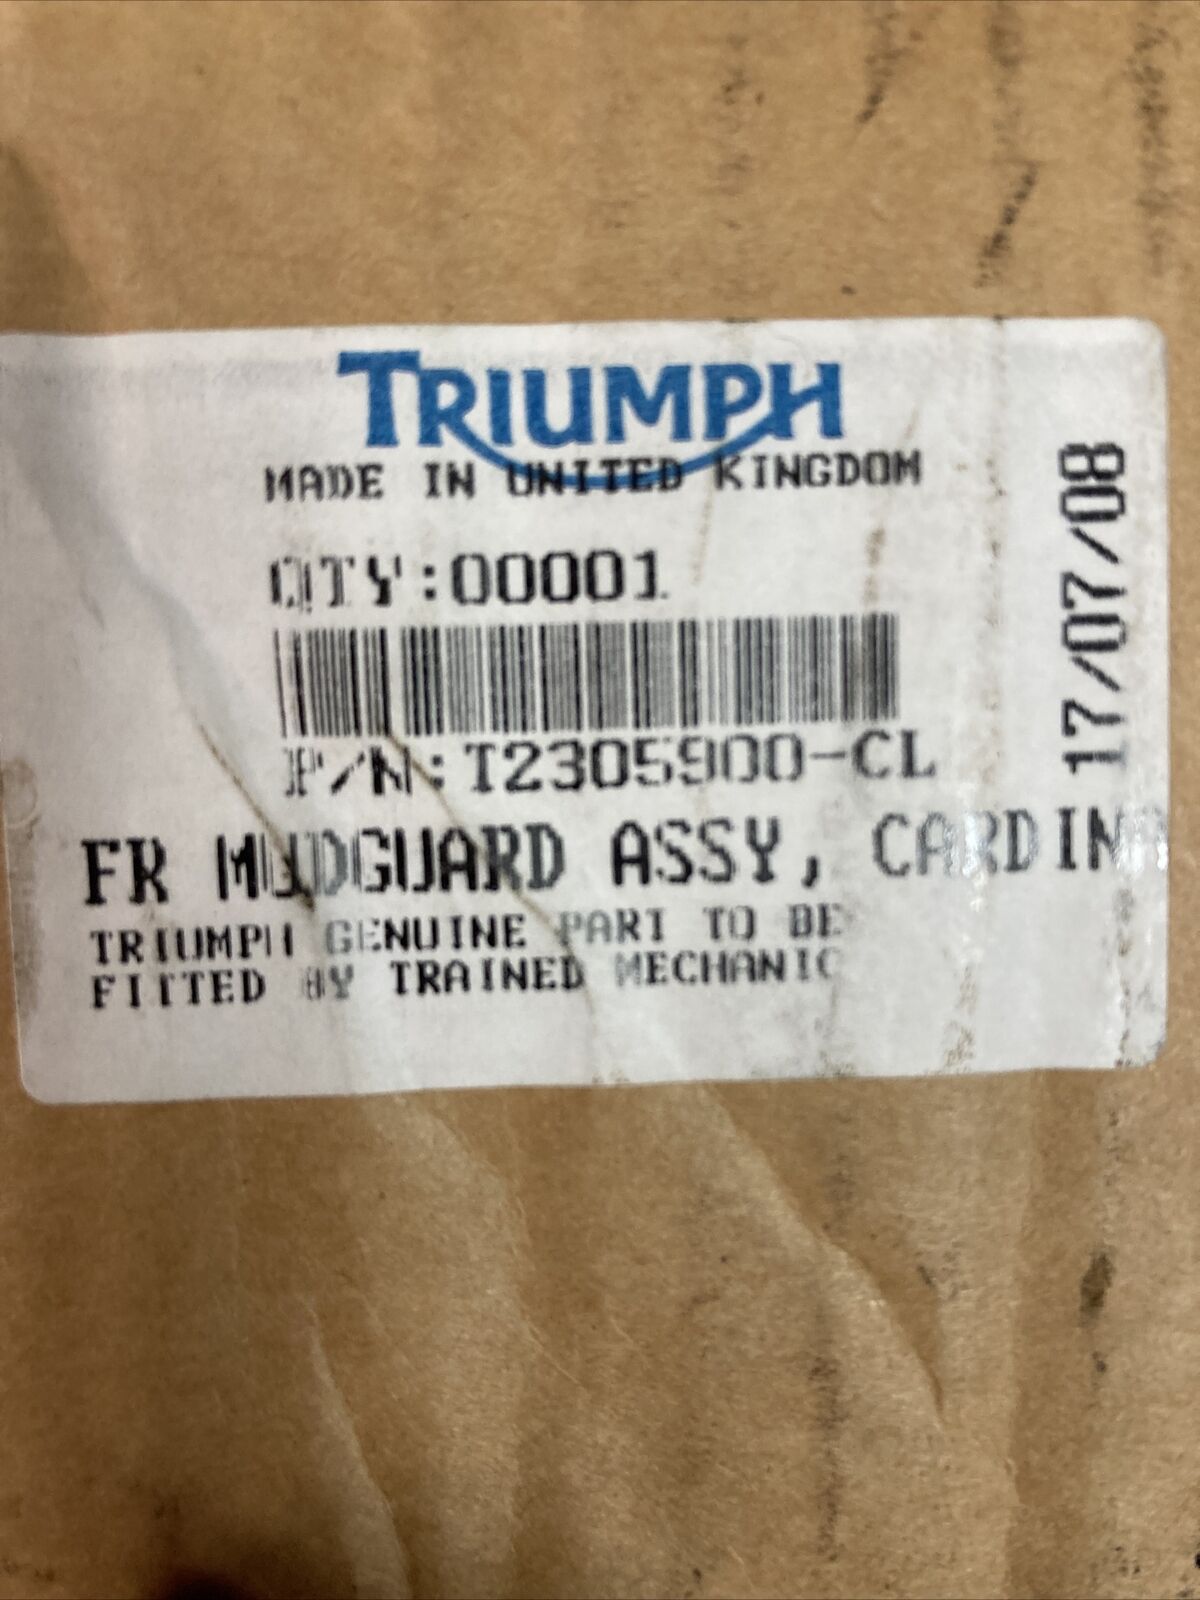 TRIUMPH
MADE IN UNITED KINGDOM
QTY:00001
P/N:T2305900-CL
FR MUDGUARD ASSY, CARDIN
TRIUMPH GENUINE PART TO BE
FITTED BY TRAINED MECHANIC
17/07/08